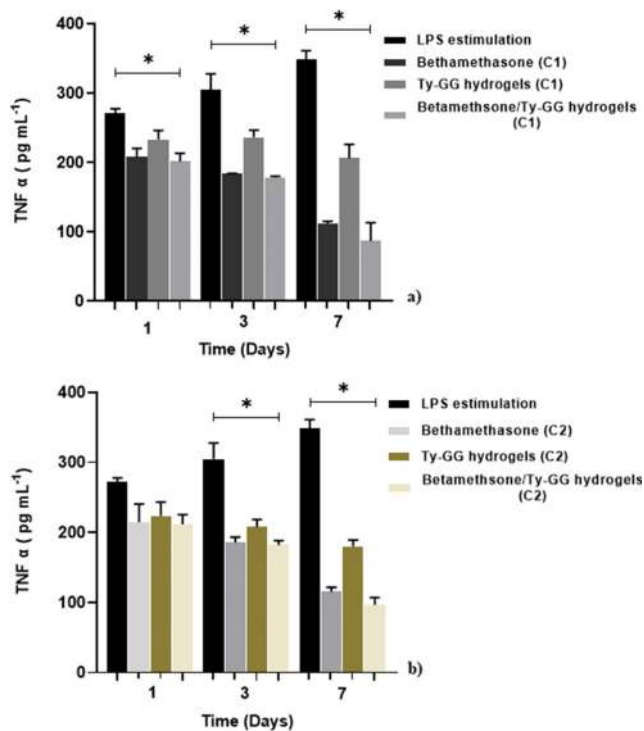 *
*
*
400
300
200
100
0
TNF α ( pg mL⁻¹)
1
3
7
Time (Days)
LPS estimulation
Bethamethasone (C1)
Ty-GG hydrogels (C1)
Betamethsone/Ty-GG hydrogels
(C1)
a)
*
*
400
300
200
100
0
TNF α ( pg mL⁻¹)
1
3
7
Time (Days)
LPS estimulation
Bethamethasone (C2)
Ty-GG hydrogels (C2)
Betamethsone/Ty-GG hydrogels
(C2)
b)